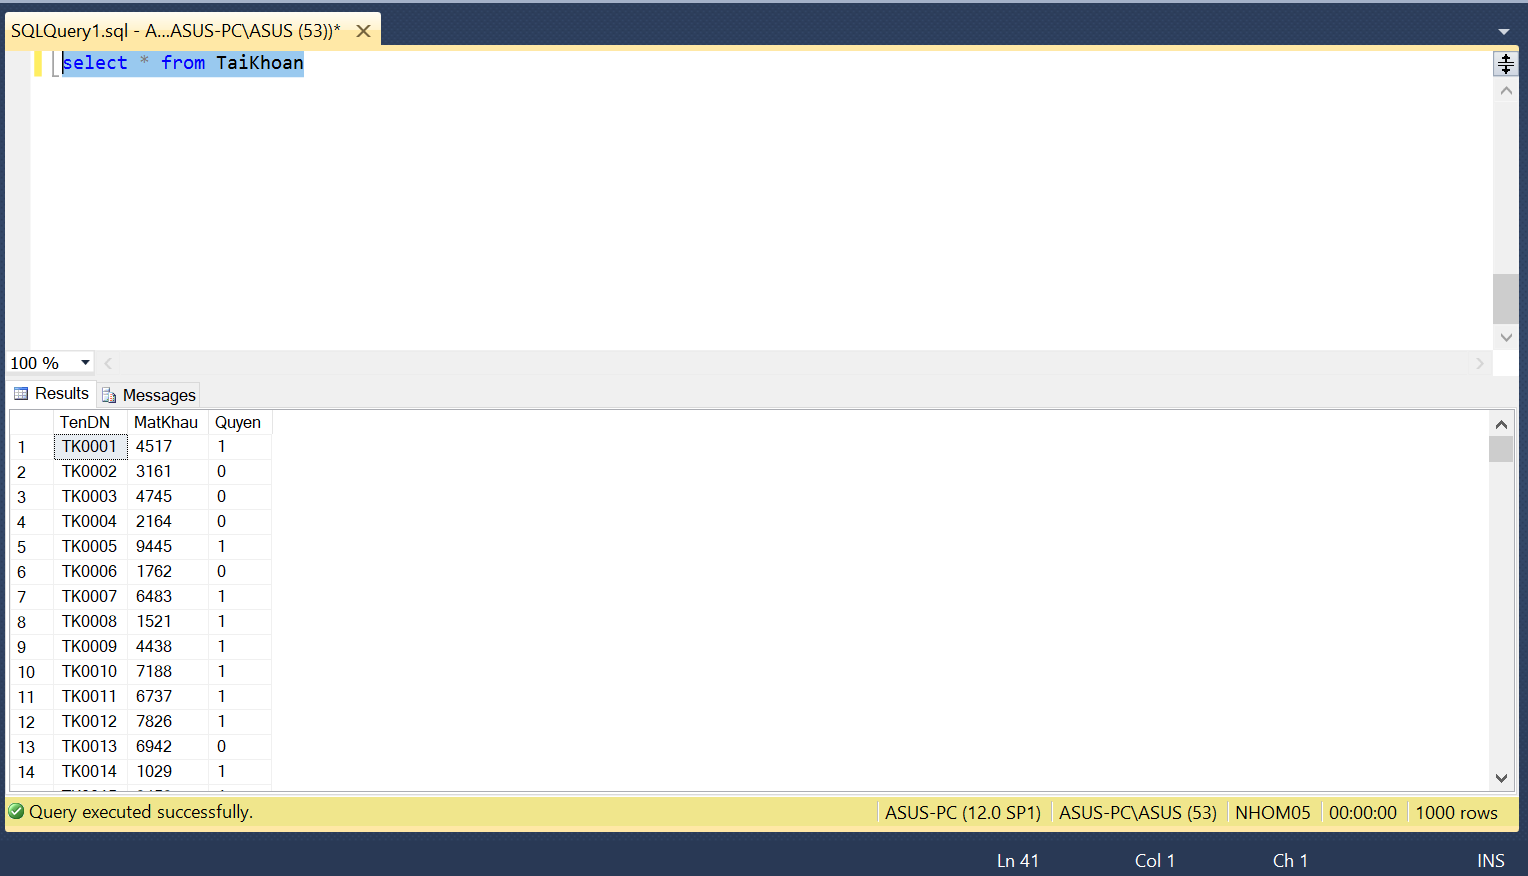 SQLQuery1.sql - A...ASUS-PC\ASUS (53))*
select * from TaiKhoan
100 %
Results Messages
TenDN MatKhau Quyen
1 TK0001 4517 1
2 TK0002 3161 0
3 TK0003 4745 0
4 TK0004 2164 0
5 TK0005 9445 1
6 TK0006 1762 0
7 TK0007 6483 1
8 TK0008 1521 1
9 TK0009 4438 1
10 TK0010 7188 1
11 TK0011 6737 1
12 TK0012 7826 1
13 TK0013 6942 0
14 TK0014 1029 1
Query executed successfully. ASUS-PC (12.0 SP1) ASUS-PC\ASUS (53) NHOM05 00:00:00 1000 rows
Ln 41 Col 1 Ch 1 INS